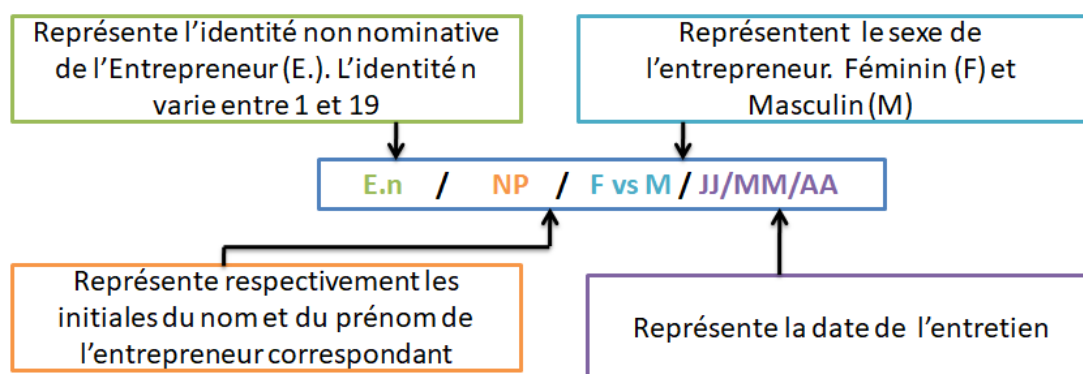 Représente l’identité non nominative
de l’Entrepreneur (E.). L’identité n
varie entre 1 et 19
Représentent le sexe de
l’entrepreneur. Féminin (F) et
Masculin (M)
E.n / NP / F vs M / JJ/MM/AA
Représente respectivement les
initiales du nom et du prénom de
l’entrepreneur correspondant
Représente la date de l’entretien